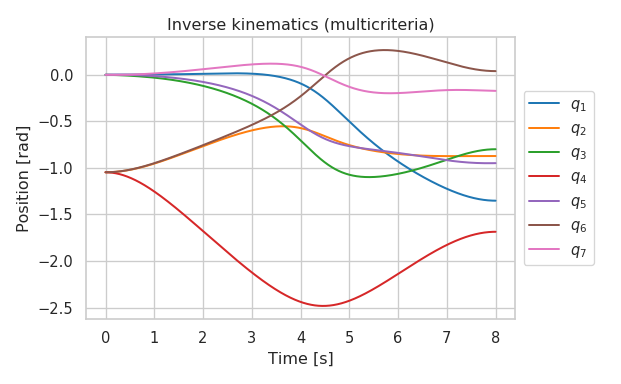 Inverse kinematics (multicriteria)
Position [rad]
0.0
−0.5
−1.0
−1.5
−2.0
−2.5
0 1 2 3 4 5 6 7 8
Time [s]
q1
q2
q3
q4
q5
q6
q7